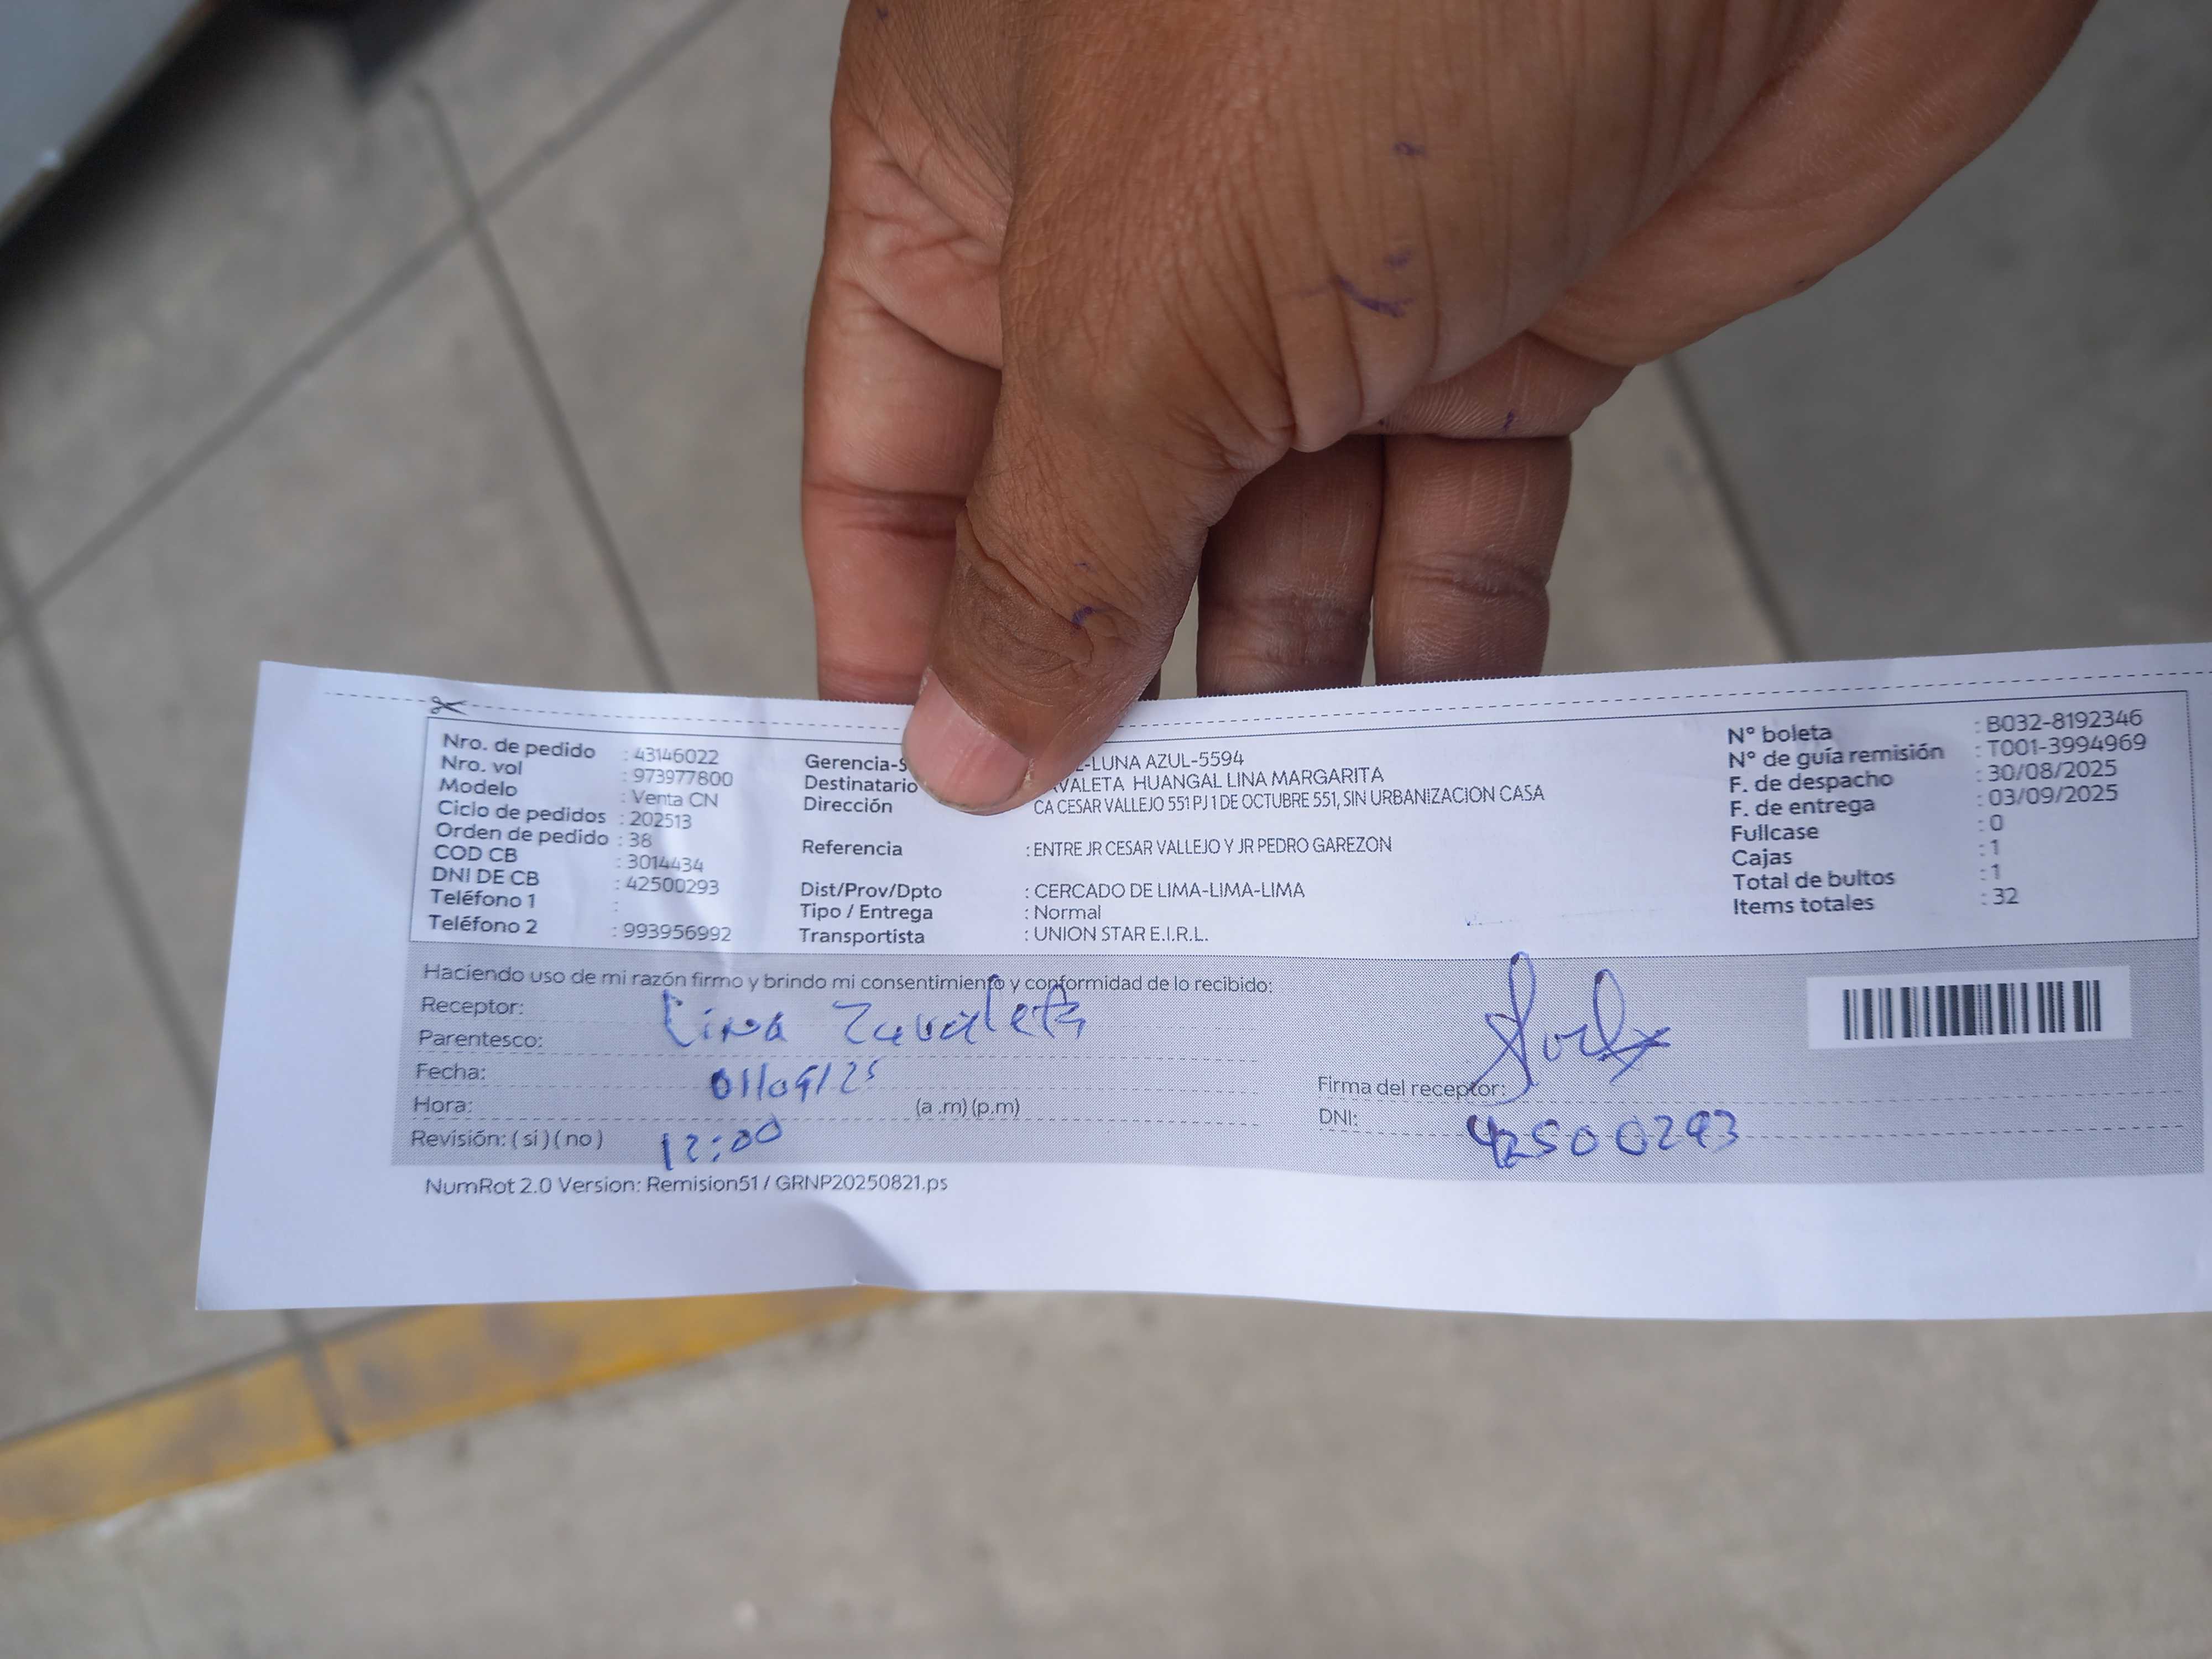 Nro. de pedido : 43146022
Nro. vol : 973977800
Modelo : Venta CN
Ciclo de pedidos : 202513
Orden de pedido : 38
COD CB : 3014434
DNI DE CB : 42500293
Teléfono 1 :
Teléfono 2 : 993956992
Gerencia-S -LUNA AZUL-5594
Destinatario VALETA HUANGAL LINA MARGARITA
Dirección CA CESAR VALLEJO 551 PJ 1 DE OCTUBRE 551, SIN URBANIZACION CASA
Referencia : ENTRE JR CESAR VALLEJO Y JR PEDRO GAREZON
Dist/Prov/Dpto : CERCADO DE LIMA-LIMA-LIMA
Tipo / Entrega : Normal
Transportista : UNION STAR E.I.R.L.
N° boleta : B032-8192346
N° de guía remisión : T001-3994969
F. de despacho : 30/08/2025
F. de entrega : 03/09/2025
Fullcase : 0
Cajas : 1
Total de bultos : 1
Items totales : 32
Haciendo uso de mi razón firmo y brindo mi consentimiento y conformidad de lo recibido:
Receptor: Lina Zavaleta
Parentesco:
Fecha: 01/09/25
Hora: (a .m) (p.m)
Revisión: ( si ) ( no ) 12:00
Firma del receptor:
DNI: 42500293
NumRot 2.0 Version: Remision51 / GRNP20250821.ps